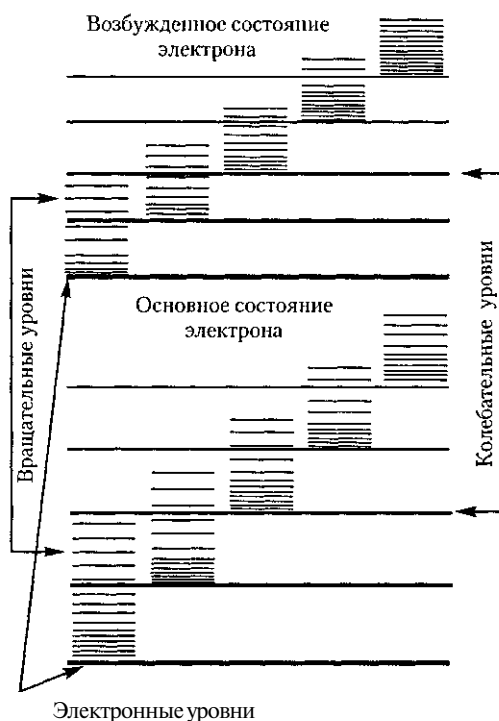 Возбужденное состояние
электрона
Вращательные уровни
Основное состояние
электрона
Колебательные уровни
Электронные уровни